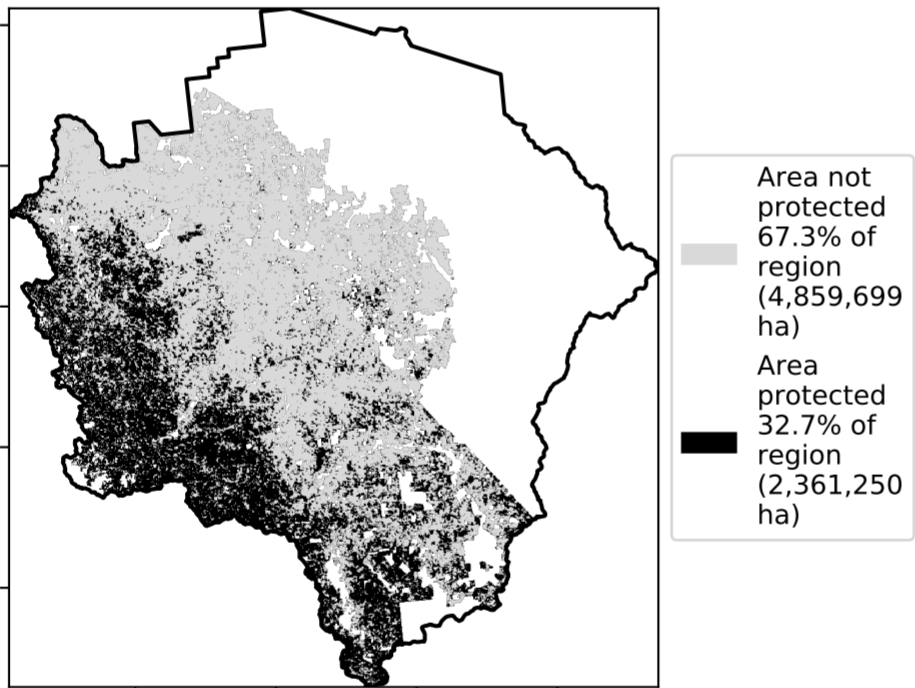 Area not
protected
67.3% of
region
(4,859,699
ha)
Area
protected
32.7% of
region
(2,361,250
ha)